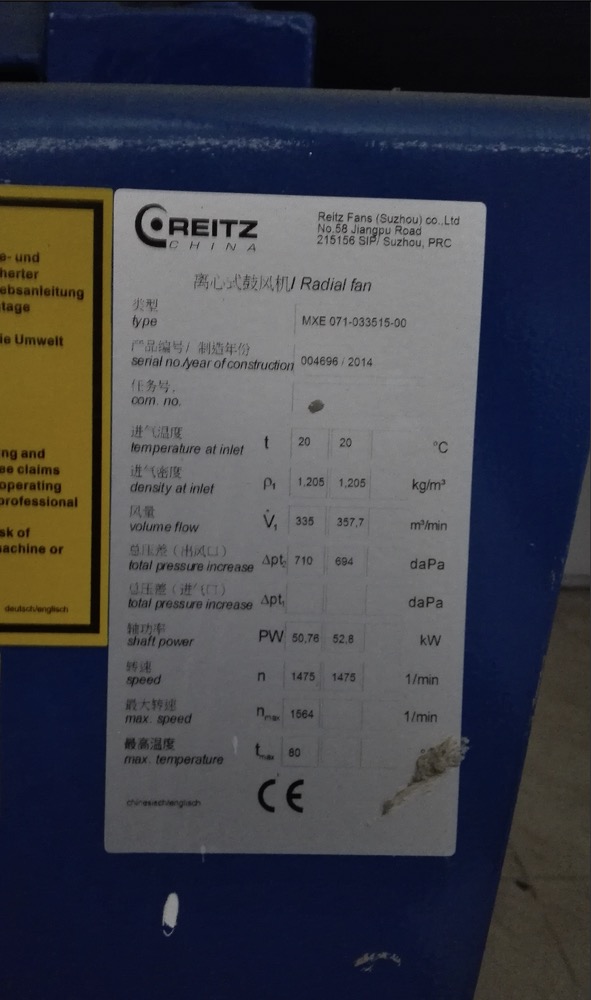 e- und
herter
ebsanleitung
tage
ie Umwelt
ng and
ee claims
operating
professional
sk of
achine or
deutsch/englisch
REITZ
CHINA
Reitz Fans (Suzhou) co.,Ltd
No.58 Jiangpu Road
215156 SIP/ Suzhou, PRC
离心式鼓风机/ Radial fan
类型
type MXE 071-033515-00
产品编号/ 制造年份
serial no./year of construction 004696 / 2014
任务号.
com. no.
进气温度
temperature at inlet t 20 20 °C
进气密度
density at inlet ρ₁ 1,205 1,205 kg/m³
风量
volume flow V̇₁ 335 357,7 m³/min
总压差（出风口）
total pressure increase Δpt₂ 710 694 daPa
总压差（进气口）
total pressure increase Δpt₁ daPa
轴功率
shaft power PW 50,76 52,8 kW
转速
speed n 1475 1475 1/min
最大转速
max. speed nmax 1564 1/min
最高温度
max. temperature tmax 80
chinesisch/englisch
CE